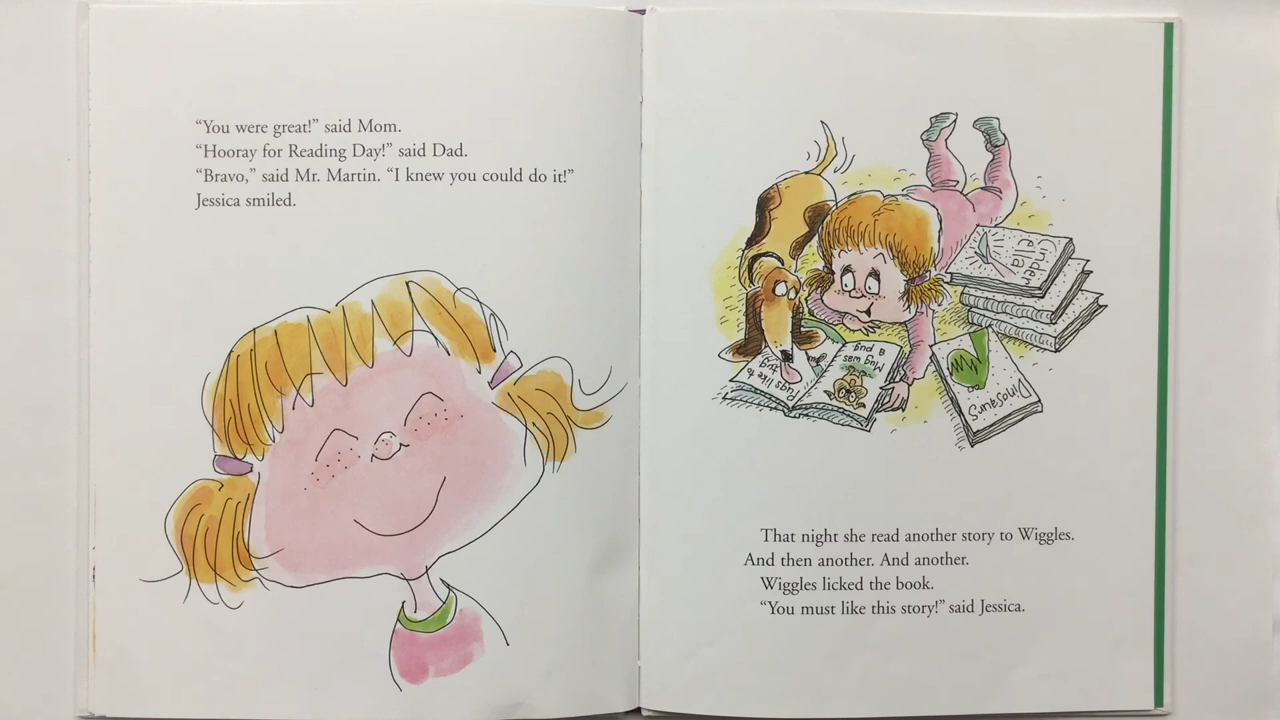 “You were great!” said Mom.
“Hooray for Reading Day!” said Dad.
“Bravo,” said Mr. Martin. “I knew you could do it!”
Jessica smiled.
Cinder
ella
Pugs like to
Mug was
a pug
Dinosaurs
That night she read another story to Wiggles.
And then another. And another.
Wiggles licked the book.
“You must like this story!” said Jessica.